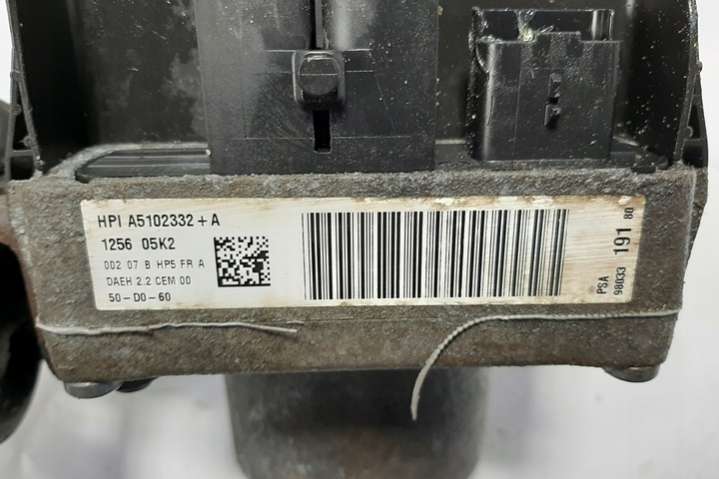 HPI A5102332+A
1256 05K2
002 07 B HP5 FR A
DAEH 2.2 CEM 00
50-D0-60
PSA
98033 191 80